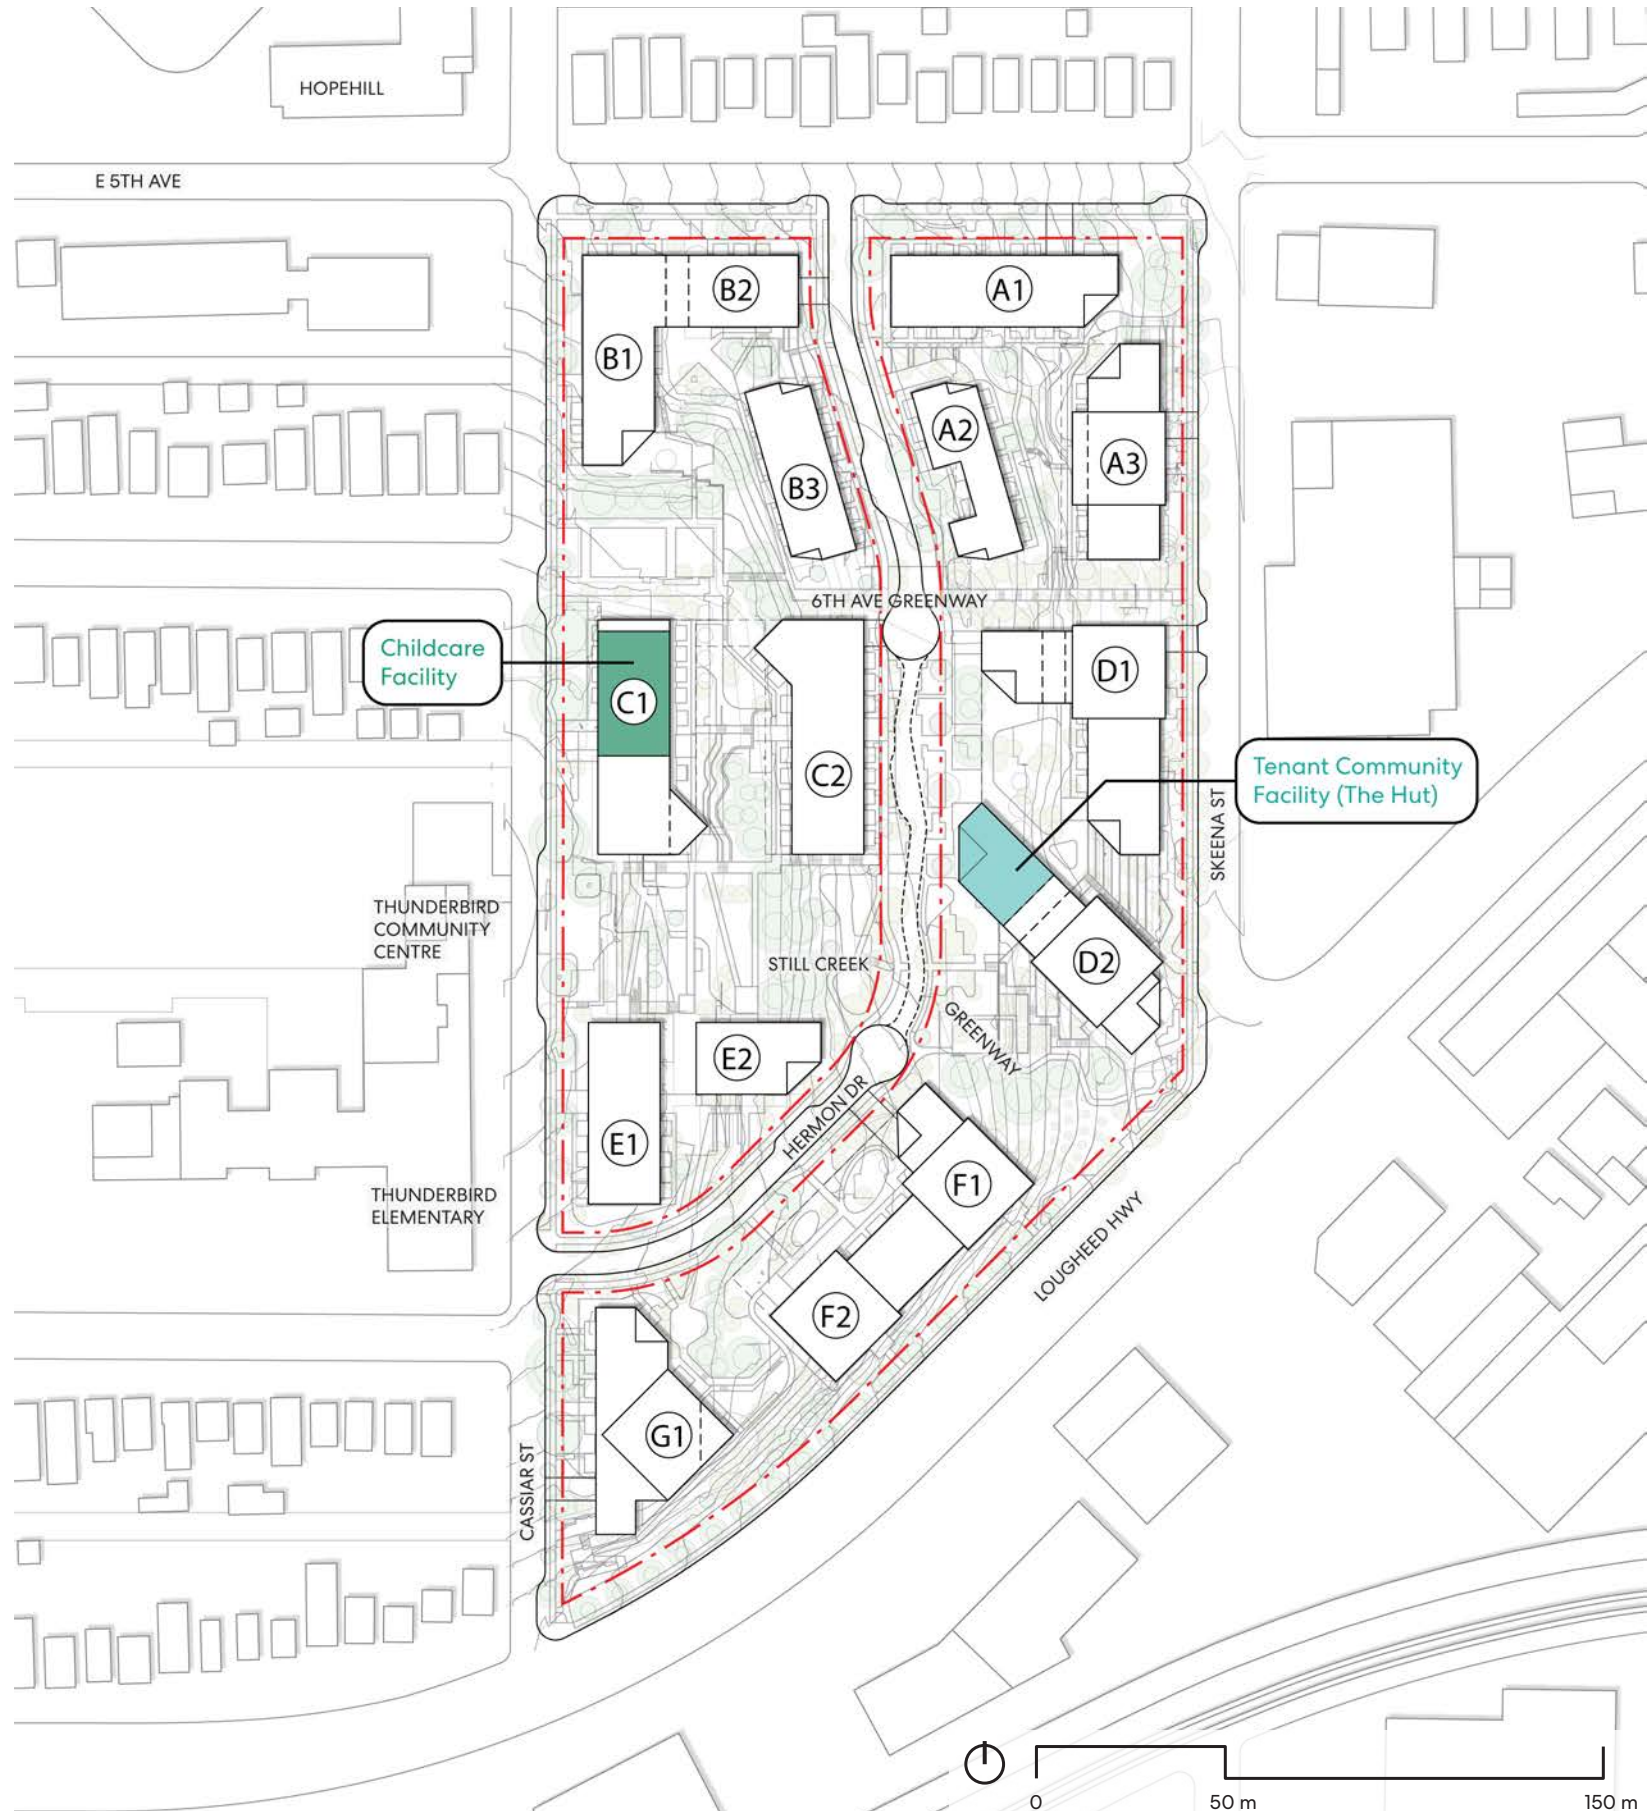 HOPEHILL
E 5TH AVE
B2
A1
B1
A2
A3
B3
6TH AVE GREENWAY
Childcare
Facility
C1
D1
C2
Tenant Community
Facility (The Hut)
SKEENA ST
THUNDERBIRD
COMMUNITY
CENTRE
STILL CREEK
D2
GREENWAY
E2
HERMON DR
E1
F1
THUNDERBIRD
ELEMENTARY
LOUGHEED HWY
F2
G1
CASSIAR ST
0
50 m
150 m